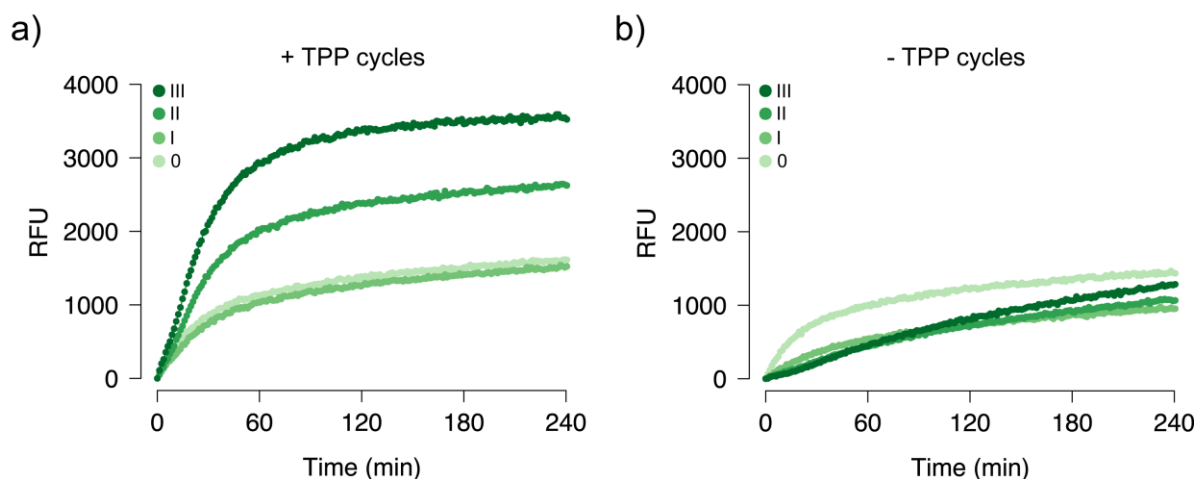 a)
+ TPP cycles
III
II
I
0
4000
3000
2000
1000
0
RFU
0 60 120 180 240
Time (min)
b)
- TPP cycles
III
II
I
0
4000
3000
2000
1000
0
RFU
0 60 120 180 240
Time (min)